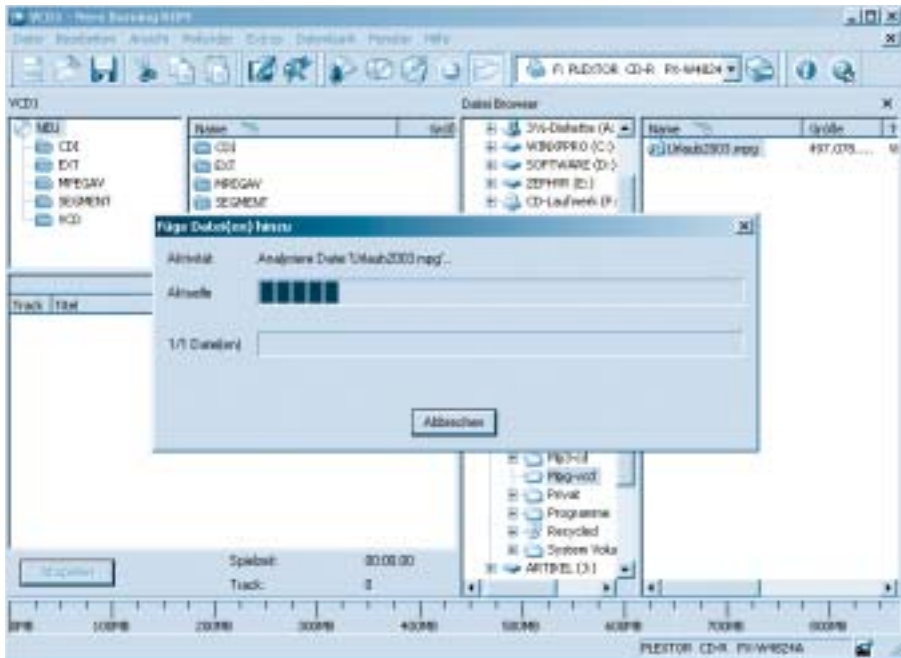 VCD1 - Nero Burning ROM
Datei Bearbeiten Ansicht Rekorder Extras Datenbank Fenster Hilfe
F: PLEXTOR CD-R PX-W4824
VCD1
Datei Browser
NEU
CDI
EXT
MPEGAV
SEGMENT
VCD
Name
Größ
CDI
EXT
MPEGAV
SEGMENT
3½-Diskette (A:
WINXPPRO (C:)
SOFTWARE (D:)
ZEPHYR (E:)
CD-Laufwerk (F:
Name
Größe
Urlaub2003.mpg
497.078....
Füge Datei(en) hinzu
Aktivität
Analysiere Datei 'Urlaub2003.mpg'...
Aktuelle
1/1 Datei(en)
Abbrechen
Track
Titel
Mp3-cd
Mpg-vcd
Privat
Programme
Recycled
System Volu
ARTIKEL (J:)
Spielzeit:
00:00.00
Track:
0
0MB
100MB
200MB
300MB
400MB
500MB
600MB
700MB
800MB
PLEXTOR CD-R PX-W4824A